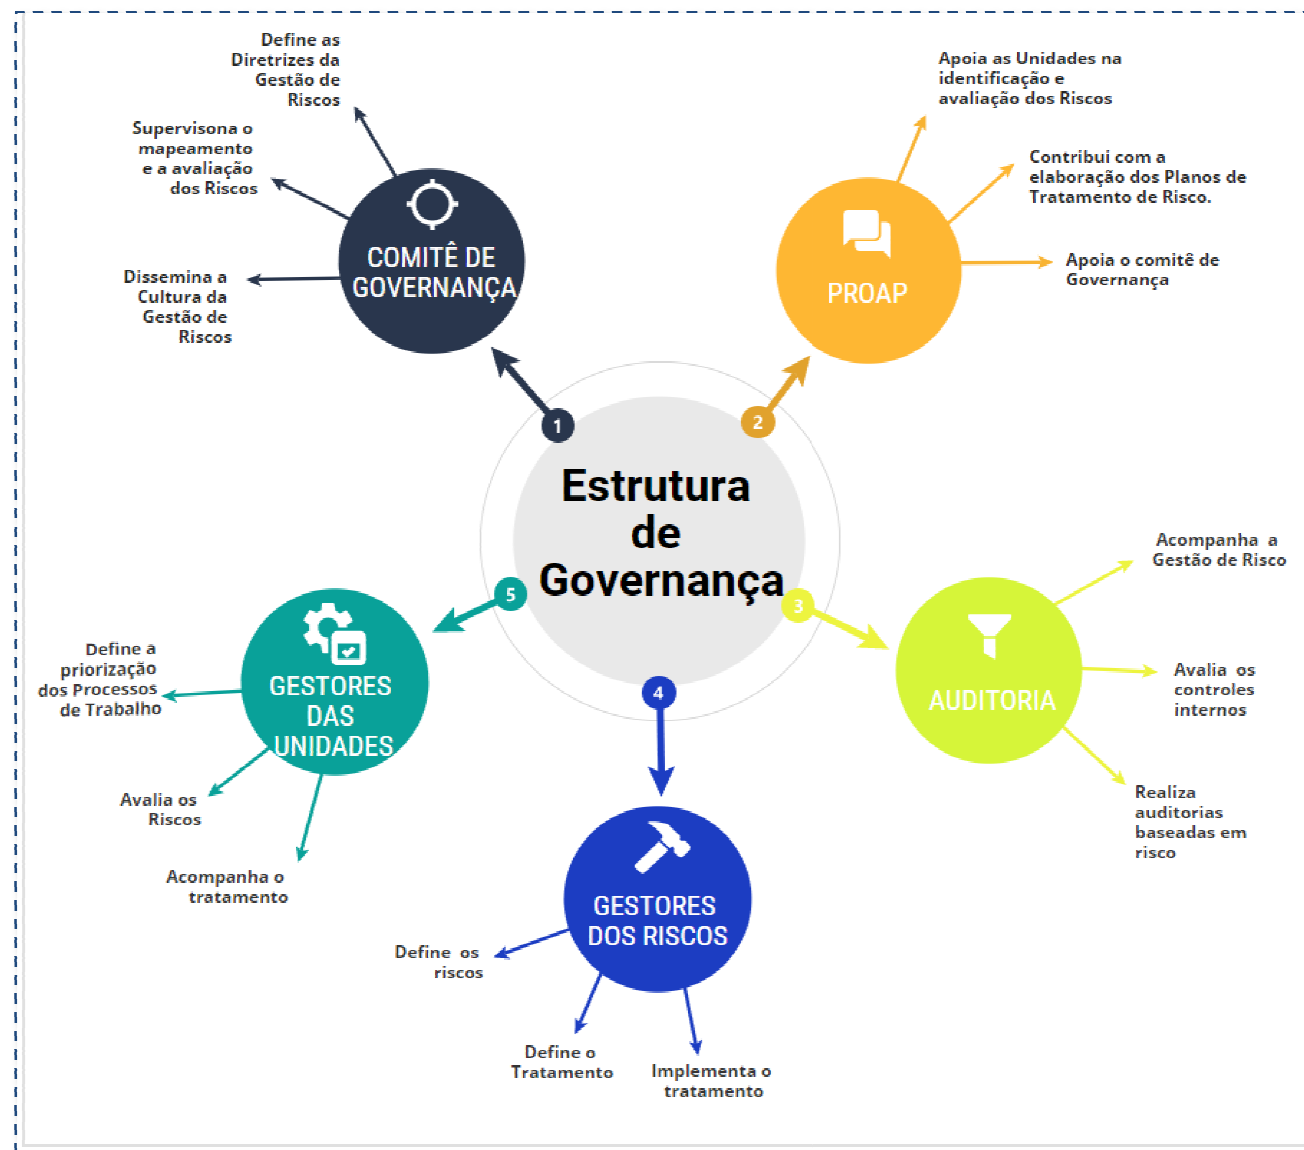 Define as
Diretrizes da
Gestão de
Riscos
Supervisona o
mapeamento
e a avaliação
dos Riscos
Dissemina a
Cultura da
Gestão de
Riscos
COMITÊ DE
GOVERNANÇA
1
Apoia as Unidades na
identificação e
avaliação dos Riscos
Contribui com a
elaboração dos Planos de
Tratamento de Risco.
Apoia o comitê de
Governança
PROAP
2
Estrutura
de
Governança
3
AUDITORIA
Acompanha a
Gestão de Risco
Avalia os
controles
internos
Realiza
auditorias
baseadas em
risco
4
GESTORES
DOS RISCOS
Define os
riscos
Define o
Tratamento
Implementa o
tratamento
5
GESTORES
DAS
UNIDADES
Define a
priorização
dos Processos
de Trabalho
Avalia os
Riscos
Acompanha o
tratamento